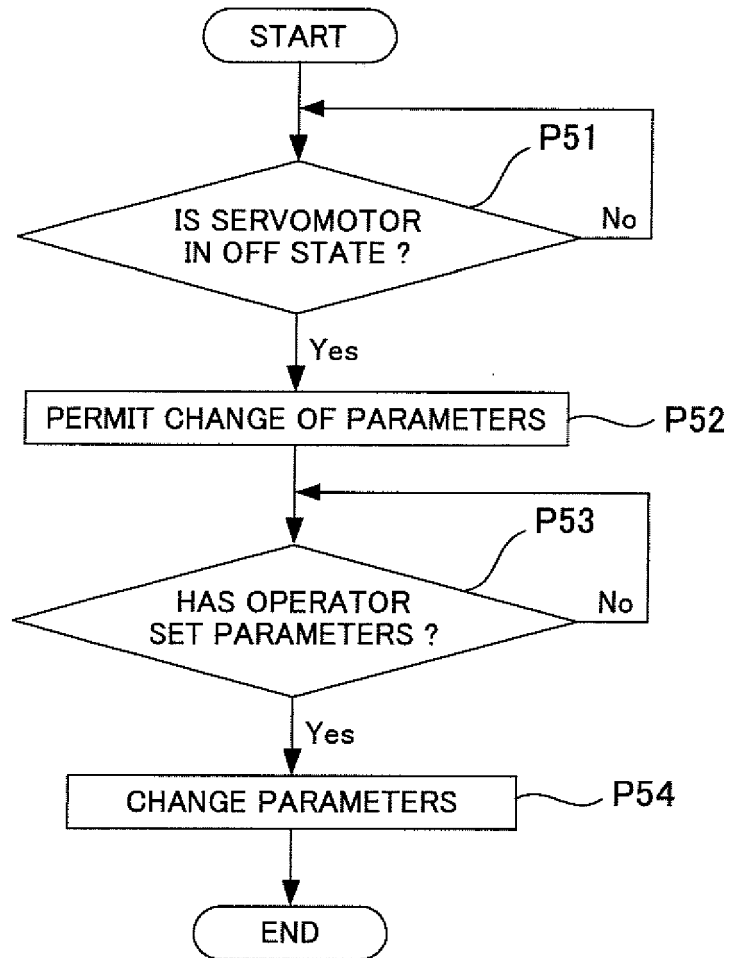 START
P51
IS SERVOMOTOR
IN OFF STATE ?
No
Yes
PERMIT CHANGE OF PARAMETERS
P52
P53
HAS OPERATOR
SET PARAMETERS ?
No
Yes
CHANGE PARAMETERS
P54
END